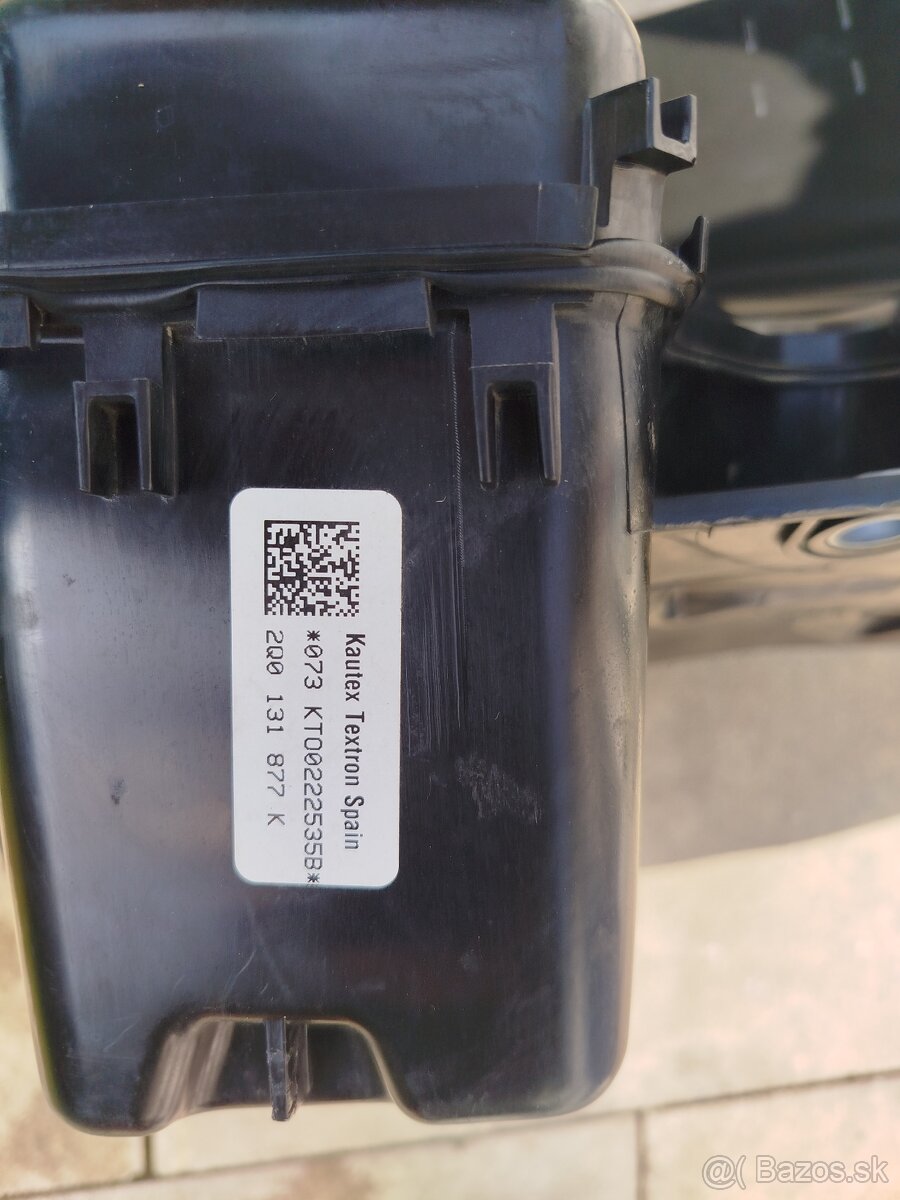 Kautex Textron Spain
*073 KT00222535B*
2Q0 131 877 K
@( Bazos.sk